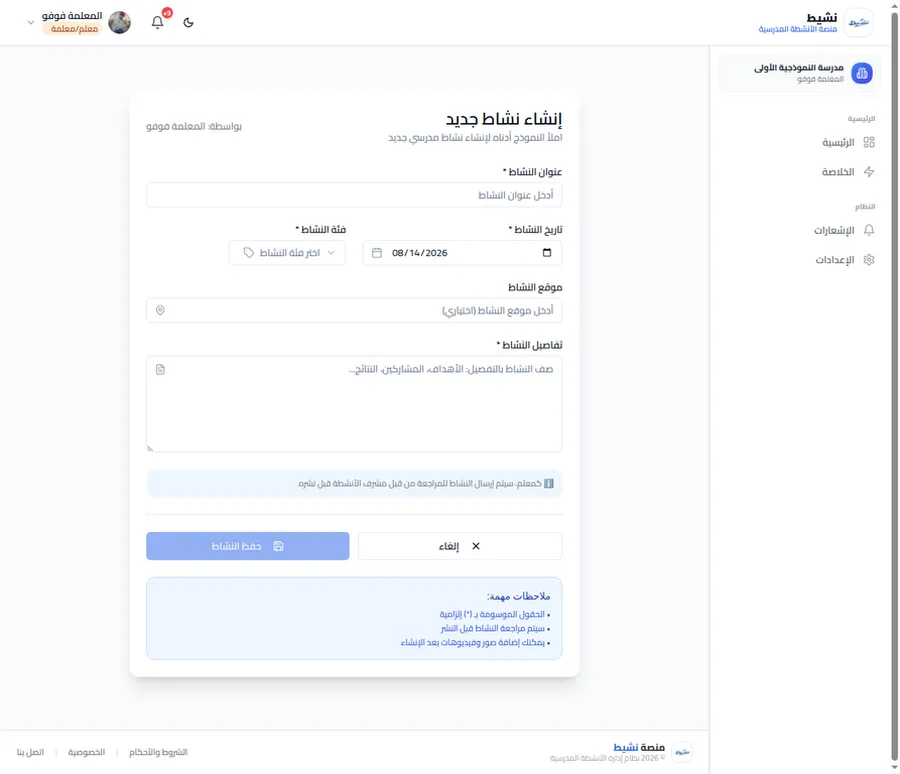 نشيط
منصة الأنشطة المدرسية
+9
المعلمة فوفو
معلم/معلمة
مدرسة النموذجية الأولى
المعلمة فوفو
الرئيسية
الرئيسية
الخلاصة
النظام
الإشعارات
الإعدادات
إنشاء نشاط جديد
املأ النموذج أدناه لإنشاء نشاط مدرسي جديد
بواسطة: المعلمة فوفو
عنوان النشاط *
أدخل عنوان النشاط
تاريخ النشاط *
08/14/2026
فئة النشاط *
اختر فئة النشاط
موقع النشاط
أدخل موقع النشاط (اختياري)
تفاصيل النشاط *
صف النشاط بالتفصيل: الأهداف، المشاركين، النتائج...
ℹ️ كمعلم، سيتم إرسال النشاط للمراجعة من قبل مشرف الأنشطة قبل نشره
إلغاء
حفظ النشاط
ملاحظات مهمة:
• الحقول الموسومة بـ (*) إلزامية
• سيتم مراجعة النشاط قبل النشر
• يمكنك إضافة صور وفيديوهات بعد الإنشاء
منصة نشيط
© 2026 نظام إدارة الأنشطة المدرسية
الشروط والأحكام | الخصوصية | اتصل بنا